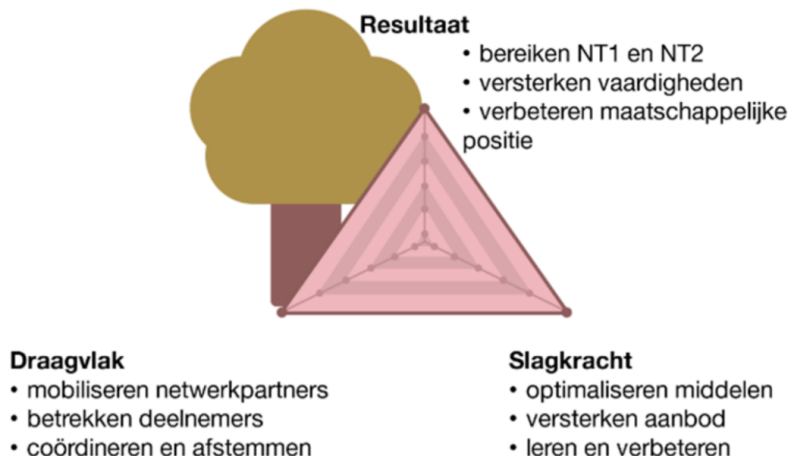 Resultaat
• bereiken NT1 en NT2
• versterken vaardigheden
• verbeteren maatschappelijke
positie
Draagvlak
• mobiliseren netwerkpartners
• betrekken deelnemers
• coördineren en afstemmen
Slagkracht
• optimaliseren middelen
• versterken aanbod
• leren en verbeteren